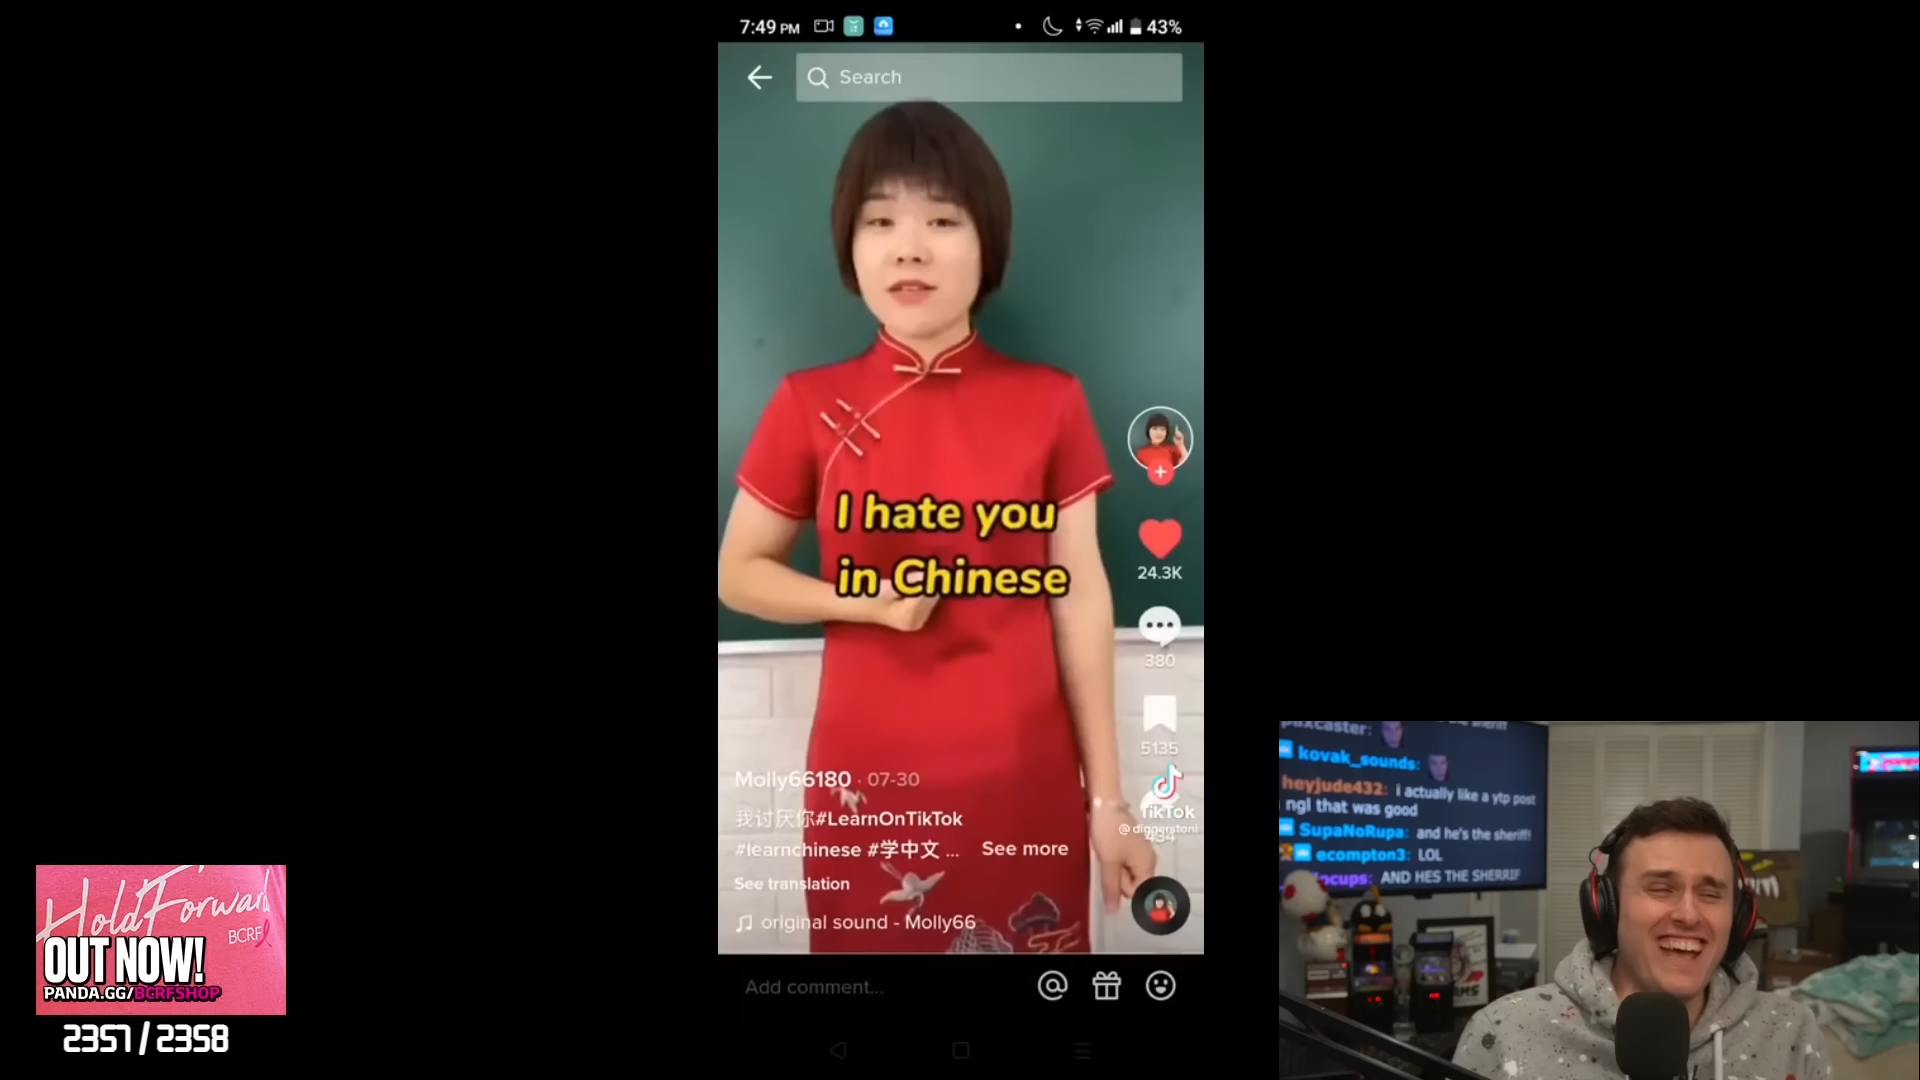 7:49 PM
43%
Search
I hate you
in Chinese
24.3K
380
5135
Molly66180 · 07-30
TikTok
@diggerstoni
434
我讨厌你#LearnOnTikTok
#learnchinese #学中文 ... See more
See translation
original sound - Molly66
Add comment...
Hold Forward
BCRF
OUT NOW!
PANDA.GG/BCRFSHOP
2357/2358
kovak_sounds:
heyjude432: i actually like a ytp post
ngl that was good
SupaNoRupa: and he's the sheriff!
ecompton3: LOL
AND HES THE SHERRIF